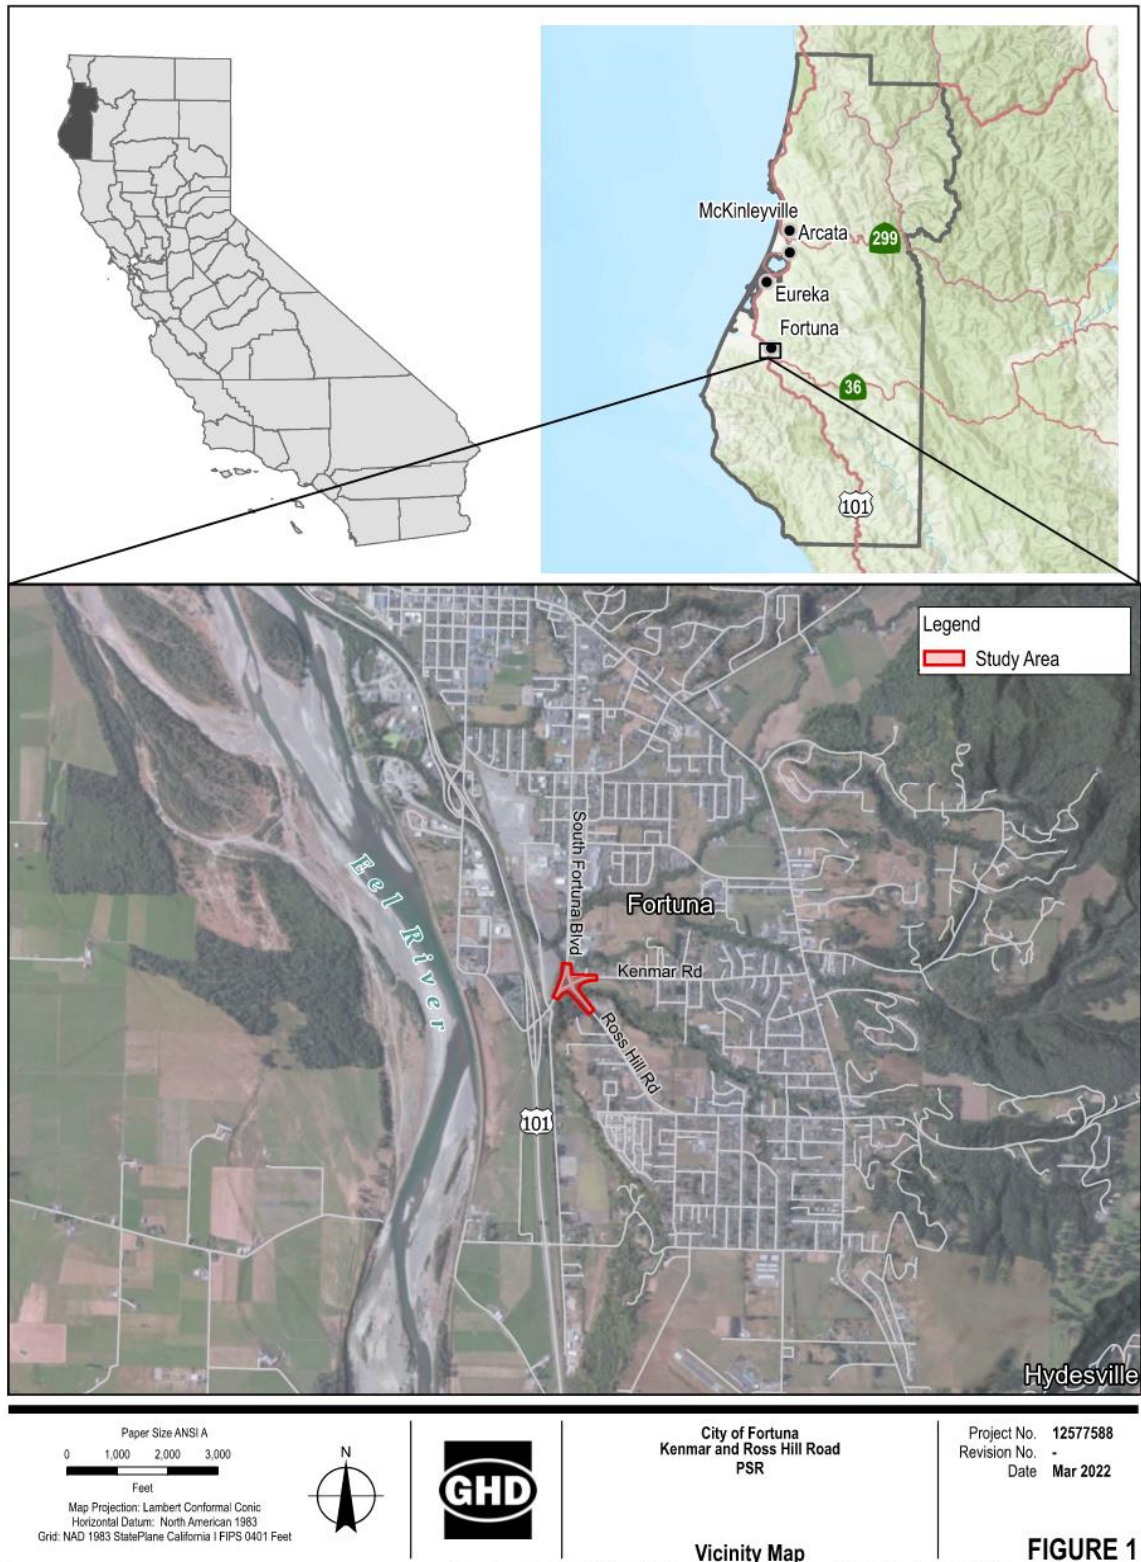 McKinleyville
Arcata
299
Eureka
Fortuna
36
101
Legend
Study Area
South Fortuna Blvd
Eel River
Fortuna
Kenmar Rd
Ross Hill Rd
101
Hydesville
Paper Size ANSI A
0 1,000 2,000 3,000
Feet
Map Projection: Lambert Conformal Conic
Horizontal Datum: North American 1983
Grid: NAD 1983 StatePlane California I FIPS 0401 Feet
N
GHD
City of Fortuna
Kenmar and Ross Hill Road
PSR
Vicinity Map
Project No. 12577588
Revision No. -
Date Mar 2022
FIGURE 1